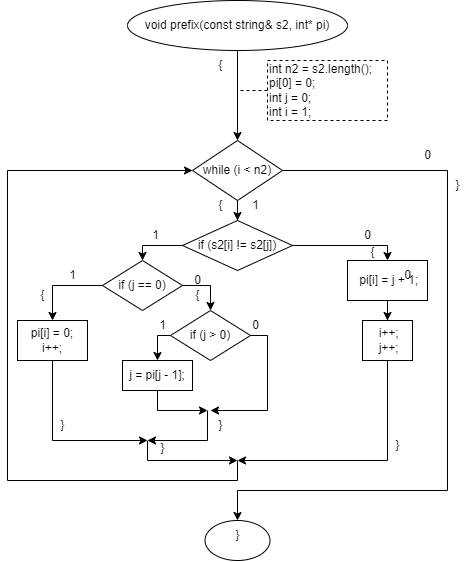 void prefix(const string& s2, int* pi)
{
int n2 = s2.length();
pi[0] = 0;
int j = 0;
int i = 1;
while (i < n2)
0
}
{
1
if (s2[i] != s2[j])
1
0
{
if (j == 0)
1
0
{
{
pi[i] = j + 1;
0
pi[i] = 0;
i++;
if (j > 0)
1
0
i++;
j++;
j = pi[j - 1];
}
}
}
}
}